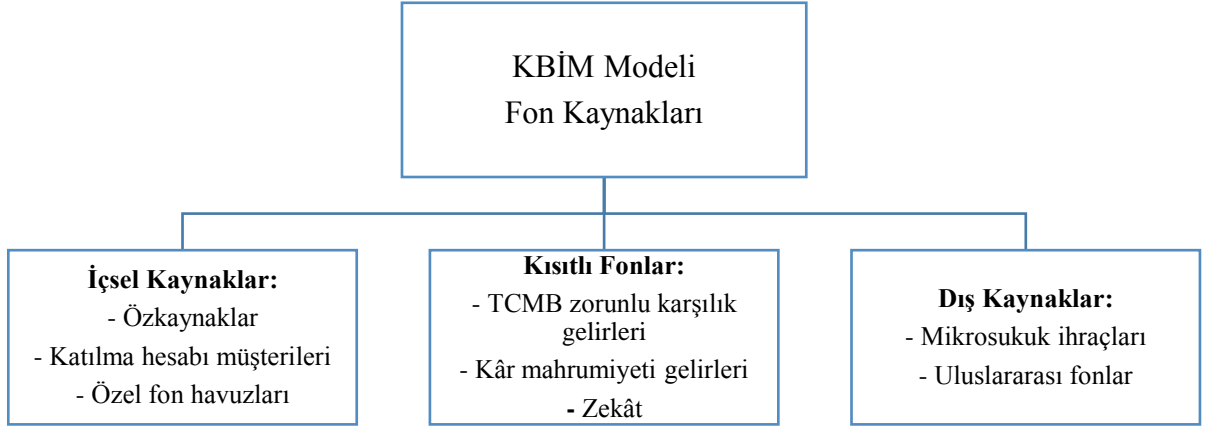 KBİM Modeli
Fon Kaynakları
İçsel Kaynaklar:
- Özkaynaklar
- Katılma hesabı müşterileri
- Özel fon havuzları
Kısıtlı Fonlar:
- TCMB zorunlu karşılık
gelirleri
- Kâr mahrumiyeti gelirleri
- Zekât
Dış Kaynaklar:
- Mikrosukuk ihraçları
- Uluslararası fonlar